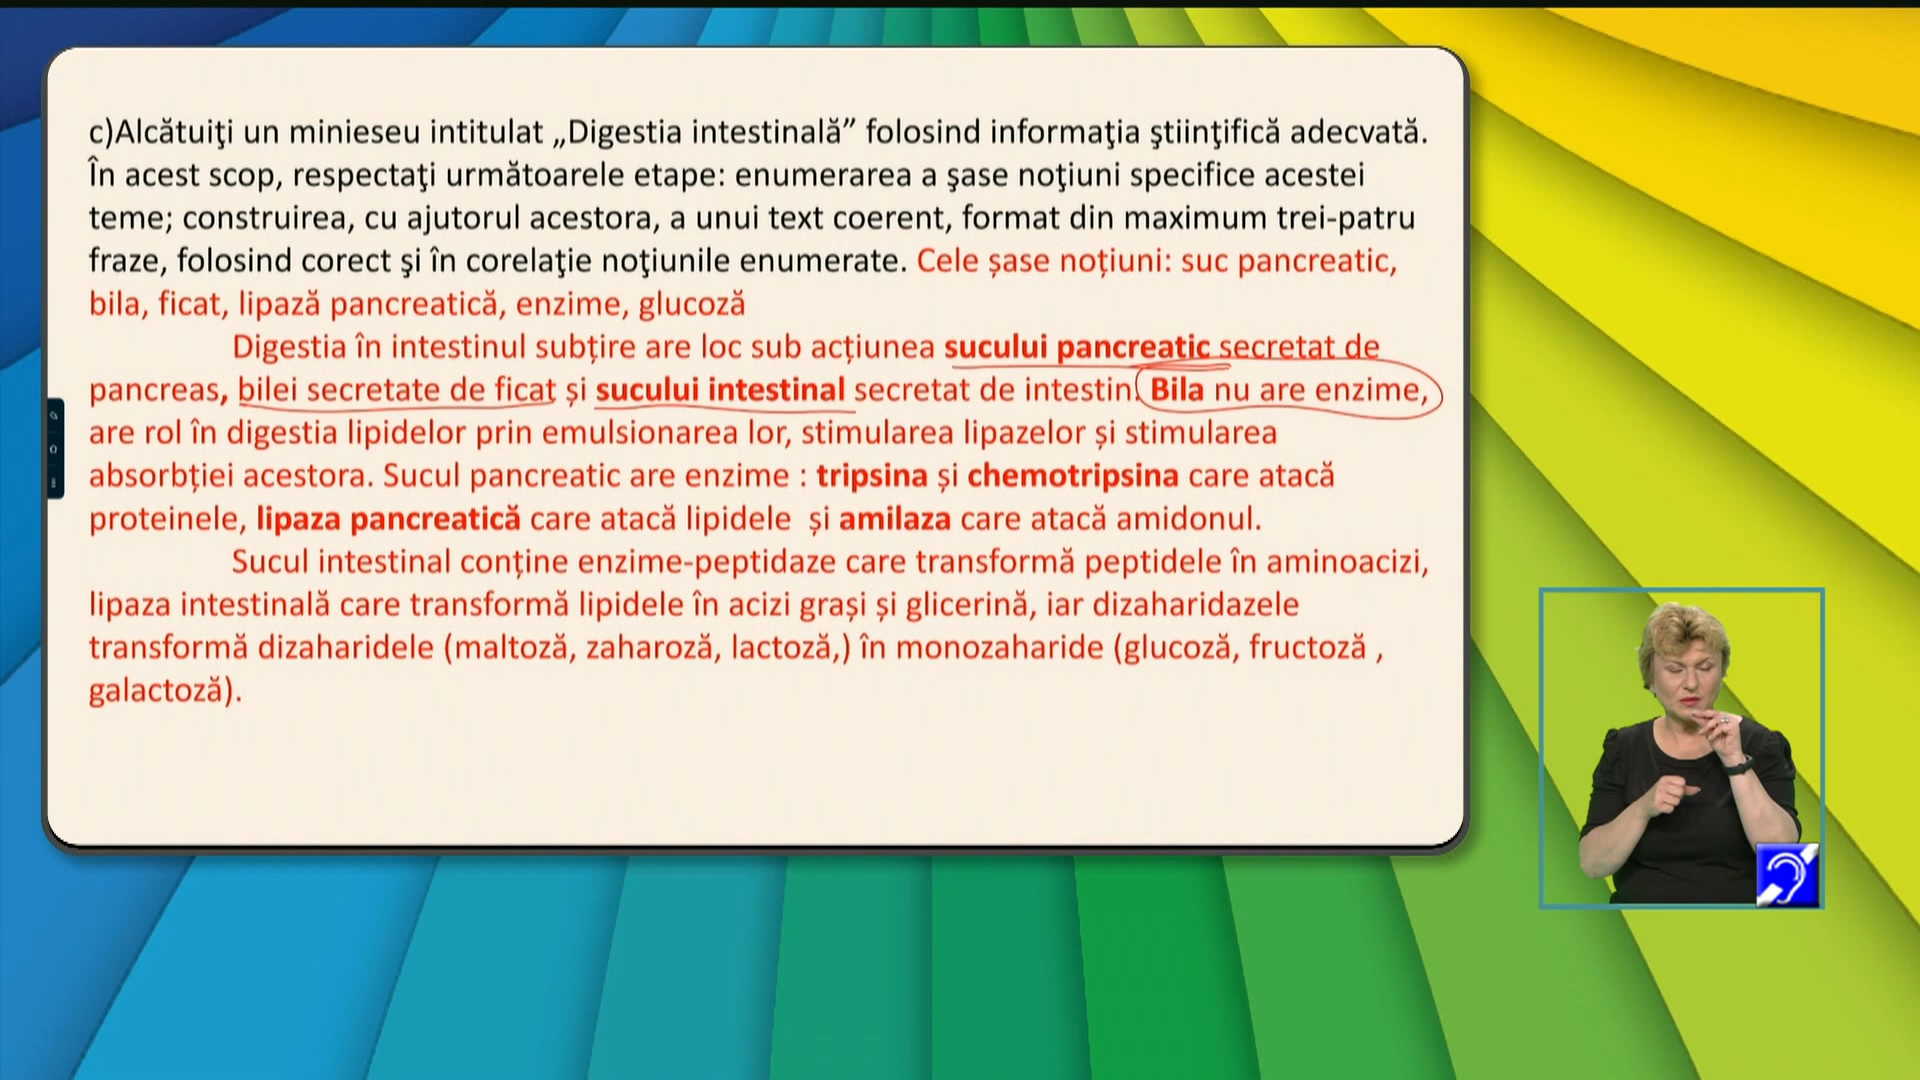 c)Alcătuiţi un minieseu intitulat „Digestia intestinală” folosind informaţia ştiinţifică adecvată.
În acest scop, respectaţi următoarele etape: enumerarea a şase noţiuni specifice acestei
teme; construirea, cu ajutorul acestora, a unui text coerent, format din maximum trei-patru
fraze, folosind corect şi în corelaţie noţiunile enumerate. Cele șase noțiuni: suc pancreatic,
bila, ficat, lipază pancreatică, enzime, glucoză
Digestia în intestinul subțire are loc sub acțiunea sucului pancreatic secretat de
pancreas, bilei secretate de ficat și sucului intestinal secretat de intestin. Bila nu are enzime,
are rol în digestia lipidelor prin emulsionarea lor, stimularea lipazelor și stimularea
absorbției acestora. Sucul pancreatic are enzime : tripsina și chemotripsina care atacă
proteinele, lipaza pancreatică care atacă lipidele și amilaza care atacă amidonul.
Sucul intestinal conține enzime-peptidaze care transformă peptidele în aminoacizi,
lipaza intestinală care transformă lipidele în acizi grași și glicerină, iar dizaharidazele
transformă dizaharidele (maltoză, zaharoză, lactoză,) în monozaharide (glucoză, fructoză ,
galactoză).